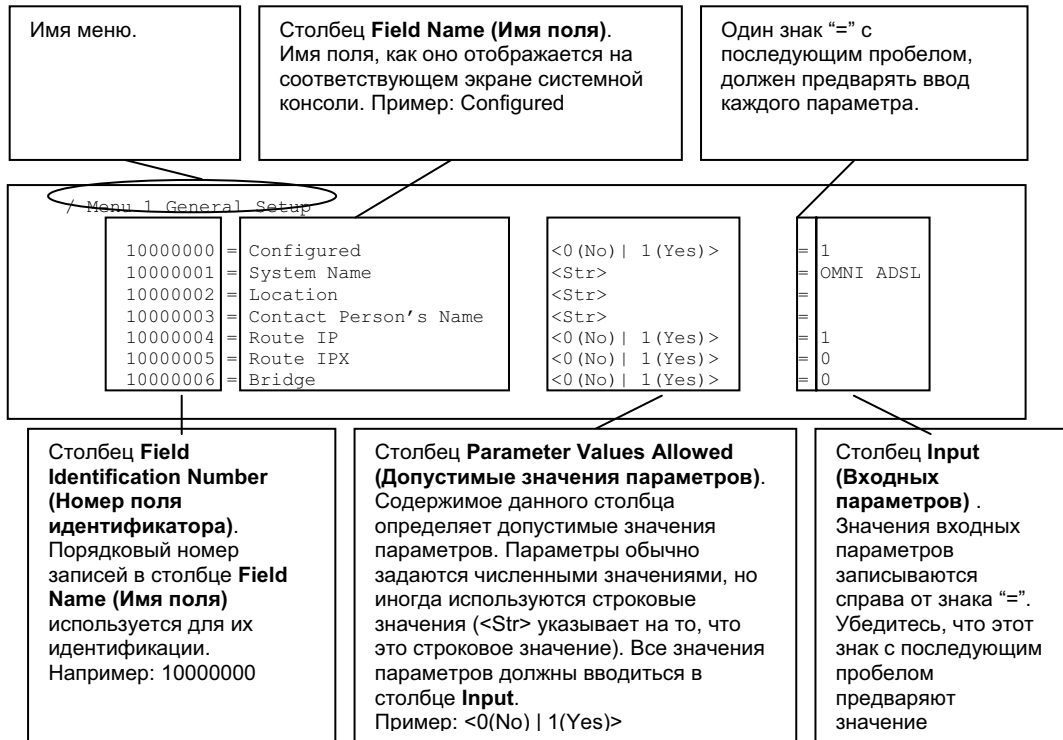 Имя меню.
Столбец Field Name (Имя поля).
Имя поля, как оно отображается на
соответствующем экране системной
консоли. Пример: Configured
Один знак “=” с
последующим пробелом,
должен предварять ввод
каждого параметра.
/ Menu 1 General Setup
10000000 = Configured <0(No)| 1(Yes)> = 1
10000001 = System Name <Str> = OMNI ADSL
10000002 = Location <Str> =
10000003 = Contact Person’s Name <Str> =
10000004 = Route IP <0(No)| 1(Yes)> = 1
10000005 = Route IPX <0(No)| 1(Yes)> = 0
10000006 = Bridge <0(No)| 1(Yes)> = 0
Столбец Field
Identification Number
(Номер поля
идентификатора).
Порядковый номер
записей в столбце Field
Name (Имя поля)
используется для их
идентификации.
Например: 10000000
Столбец Parameter Values Allowed
(Допустимые значения параметров).
Содержимое данного столбца
определяет допустимые значения
параметров. Параметры обычно
задаются численными значениями, но
иногда используются строковые
значения (<Str> указывает на то, что
это строковое значение). Все значения
параметров должны вводиться в
столбце Input.
Пример: <0(No) | 1(Yes)>
Столбец Input
(Входных
параметров) .
Значения входных
параметров
записываются
справа от знака “=”.
Убедитесь, что этот
знак с последующим
пробелом
предваряют
значение